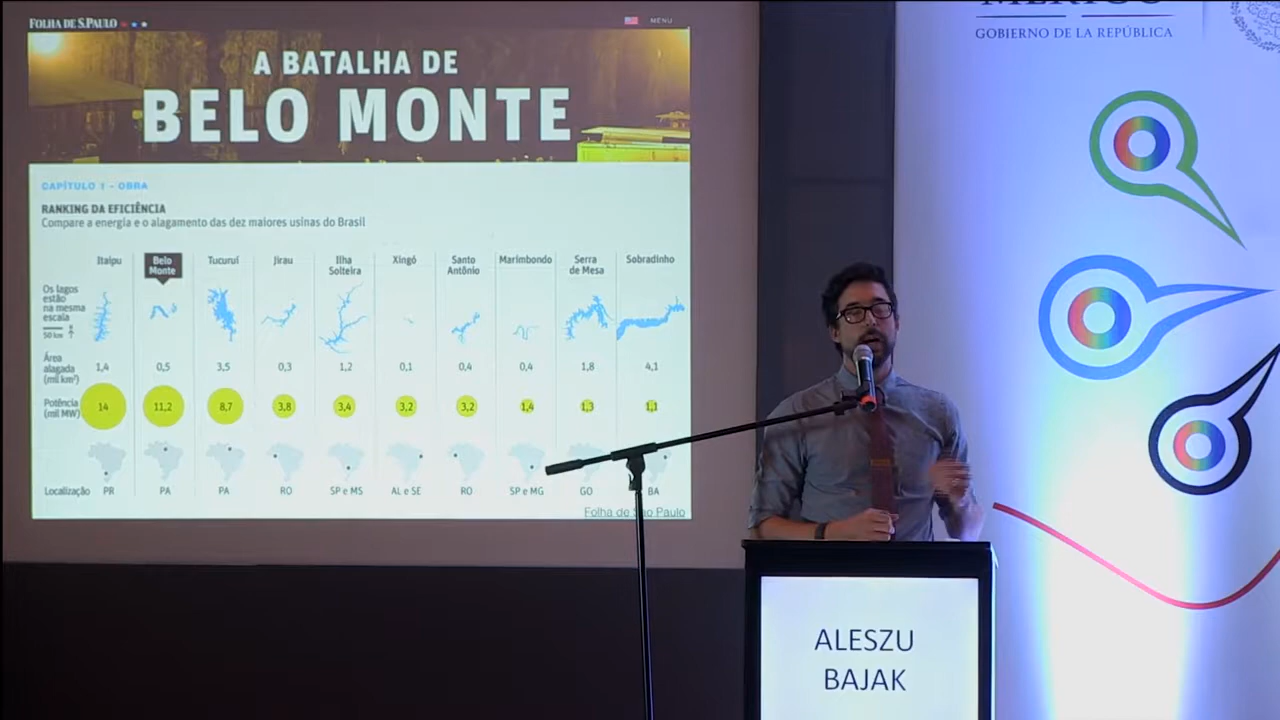 FOLHA DE S.PAULO
MENU
A BATALHA DE
BELO MONTE
CAPÍTULO 1 - OBRA
RANKING DA EFICIÊNCIA
Compare a energia e o alagamento das dez maiores usinas do Brasil
Itaipu
Belo
Monte
Tucuruí
Jirau
Ilha
Solteira
Xingó
Santo
Antônio
Marimbondo
Serra
de Mesa
Sobradinho
Os lagos
estão
na mesma
escala
50 km
Área
alagada
(mil km²)
1,4 0,5 3,5 0,3 1,2 0,1 0,4 0,4 1,8 4,1
Potência
(mil MW)
14 11,2 8,7 3,8 3,4 3,2 3,2 1,4 1,3 1,1
Localização PR PA PA RO SP e MS AL e SE RO SP e MG GO BA
Folha de São Paulo
GOBIERNO DE LA REPÚBLICA
ALESZU
BAJAK